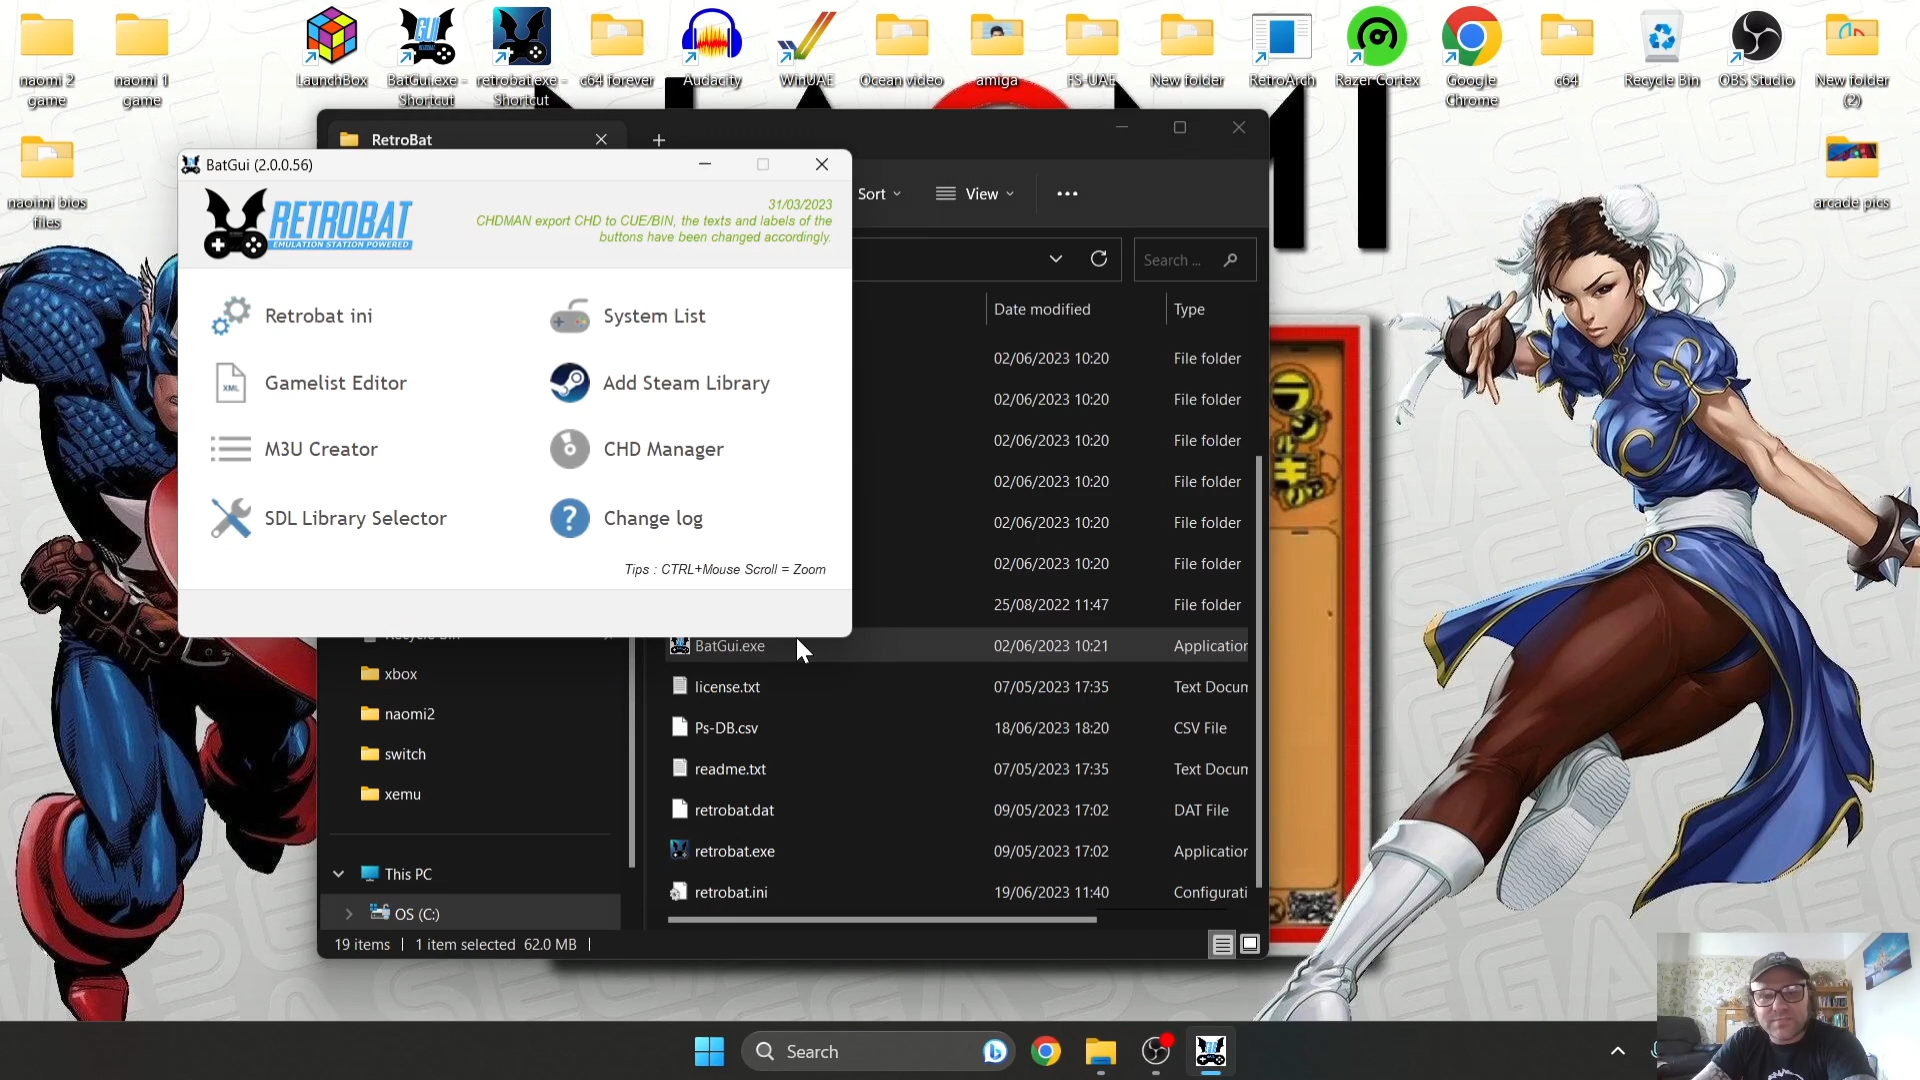 naomi 2
game
naomi 1
game
LaunchBox
BatGui.exe -
Shortcut
retrobat.exe -
Shortcut
c64 forever
Audacity
WinUAE
Ocean video
amiga
FS-UAE
New folder
RetroArch
Razer Cortex
Google
Chrome
c64
Recycle Bin
OBS Studio
New folder
(2)
naoimi bios
files
arcade pics
RetroBat
BatGui (2.0.0.56)
RETROBAT
EMULATION STATION POWERED
31/03/2023
CHDMAN export CHD to CUE/BIN, the texts and labels of the
buttons have been changed accordingly.
Retrobat ini
System List
Gamelist Editor
XML
Add Steam Library
M3U Creator
CHD Manager
SDL Library Selector
Change log
Tips : CTRL+Mouse Scroll = Zoom
Sort
View
Search ...
Date modified
Type
02/06/2023 10:20 File folder
02/06/2023 10:20 File folder
02/06/2023 10:20 File folder
02/06/2023 10:20 File folder
02/06/2023 10:20 File folder
02/06/2023 10:20 File folder
25/08/2022 11:47 File folder
BatGui.exe 02/06/2023 10:21 Application
license.txt 07/05/2023 17:35 Text Docum
Ps-DB.csv 18/06/2023 18:20 CSV File
readme.txt 07/05/2023 17:35 Text Docum
retrobat.dat 09/05/2023 17:02 DAT File
retrobat.exe 09/05/2023 17:02 Application
retrobat.ini 19/06/2023 11:40 Configurati
Recycle Bin
xbox
naomi2
switch
xemu
This PC
OS (C:)
19 items
1 item selected 62.0 MB
Search